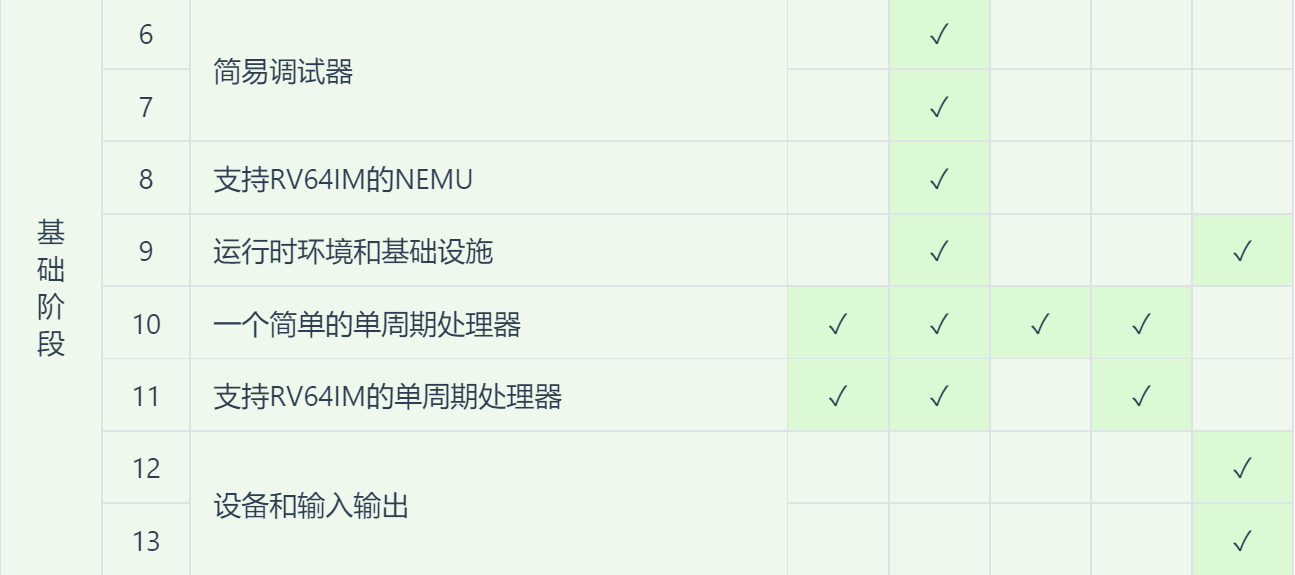 基础阶段
6
简易调试器
✓
7
✓
8 支持RV64IM的NEMU ✓
9 运行时环境和基础设施 ✓ ✓
10 一个简单的单周期处理器 ✓ ✓ ✓ ✓
11 支持RV64IM的单周期处理器 ✓ ✓ ✓
12 ✓
设备和输入输出
13 ✓